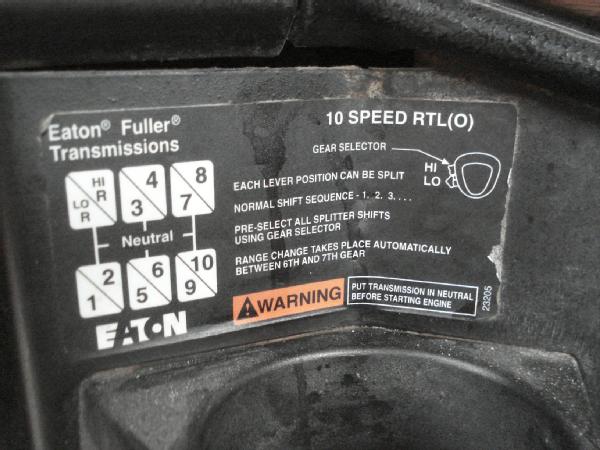 Eaton® Fuller®
Transmissions
10 SPEED RTL(O)
GEAR SELECTOR
HI
LO
HI
R
LO
R
4
3
8
7
Neutral
2
1
6
5
10
9
EACH LEVER POSITION CAN BE SPLIT
NORMAL SHIFT SEQUENCE - 1, 2, 3, . . .
PRE-SELECT ALL SPLITTER SHIFTS
USING GEAR SELECTOR
RANGE CHANGE TAKES PLACE AUTOMATICALLY
BETWEEN 6TH AND 7TH GEAR
WARNING
PUT TRANSMISSION IN NEUTRAL
BEFORE STARTING ENGINE
23205
EATON